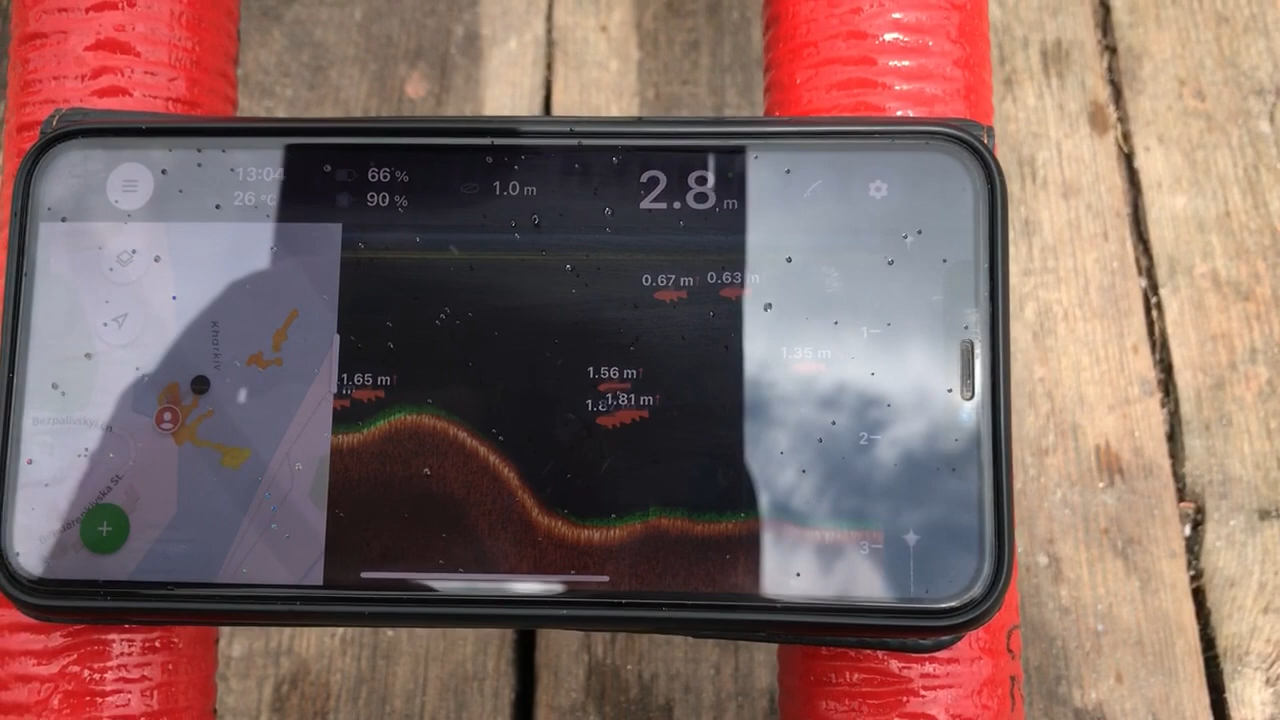 13:04
26 °C
66 %
90 %
1.0 m
2.8 m
0.67 m↑
0.63 m
Kharkiv
1
1.35 m
1.65 m↑
1.56 m↑
1.81 m↑
2
3